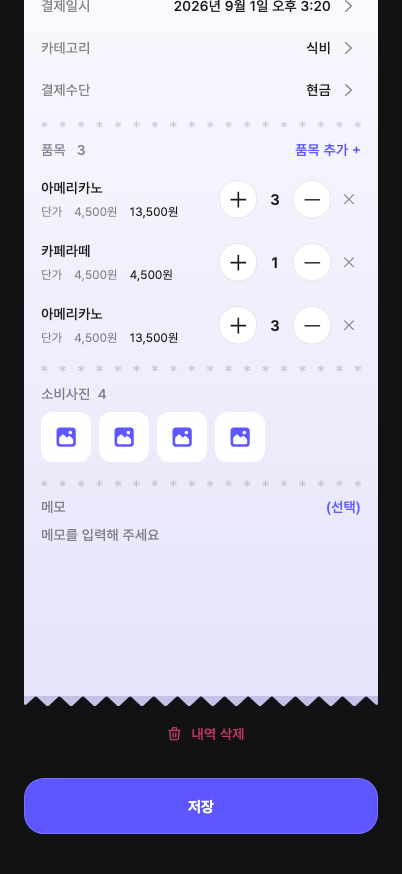 결제일시 2026년 9월 1일 오후 3:20
카테고리 식비
결제수단 현금
* * * * * * * * * * * * * * * * * *
품목 3 품목 추가 +
아메리카노
단가 4,500원 13,500원 3
카페라떼
단가 4,500원 4,500원 1
아메리카노
단가 4,500원 13,500원 3
* * * * * * * * * * * * * * * * * *
소비사진 4
* * * * * * * * * * * * * * * * * *
메모 (선택)
메모를 입력해 주세요
내역 삭제
저장